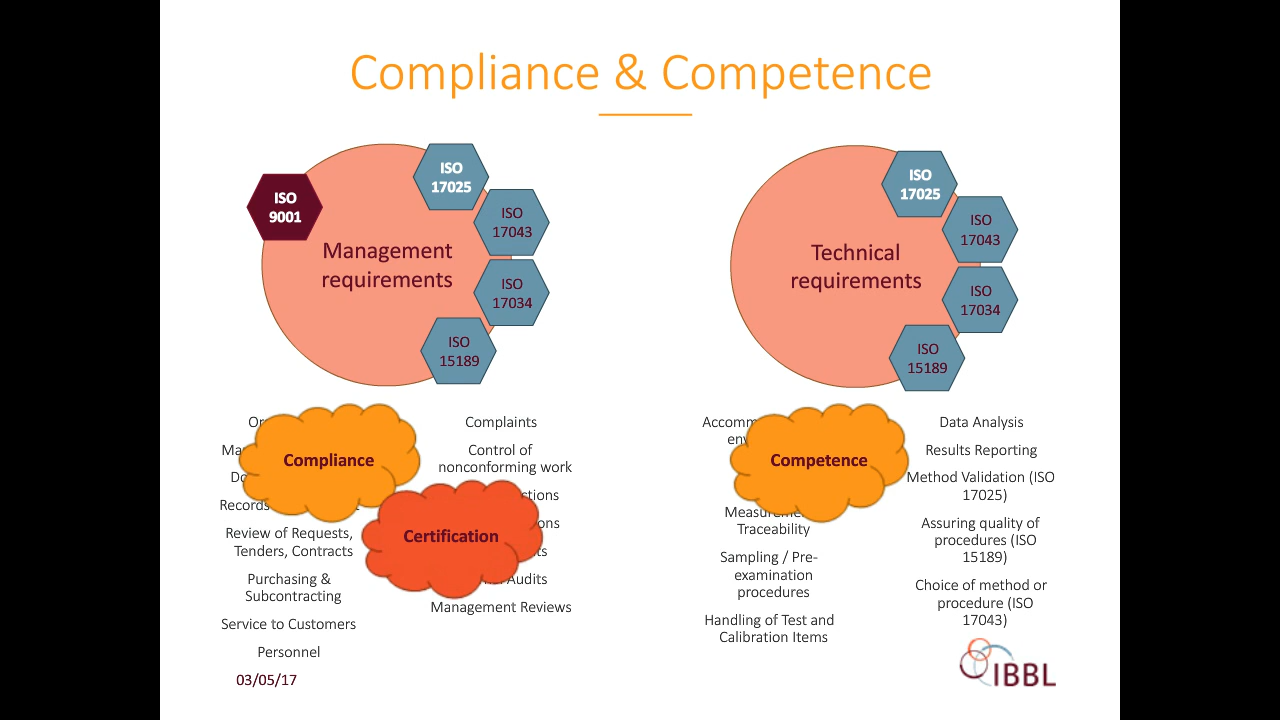 Compliance & Competence
ISO
9001
ISO
17025
ISO
17043
ISO
17034
ISO
15189
Management
requirements
ISO
17025
ISO
17043
ISO
17034
ISO
15189
Technical
requirements
Compliance
Records
Review of Requests,
Tenders, Contracts
Purchasing &
Subcontracting
Service to Customers
Personnel
Complaints
Control of
nonconforming work
Certification
Audits
Management Reviews
Competence
Traceability
Sampling / Pre-
examination
procedures
Handling of Test and
Calibration Items
Data Analysis
Results Reporting
Method Validation (ISO
17025)
Assuring quality of
procedures (ISO
15189)
Choice of method or
procedure (ISO
17043)
03/05/17
IBBL